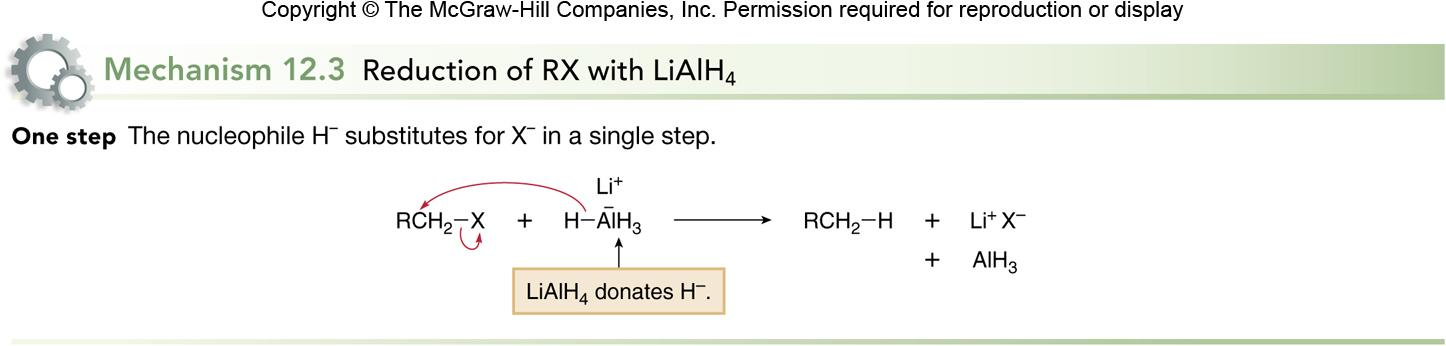 Copyright © The McGraw-Hill Companies, Inc. Permission required for reproduction or display
Mechanism 12.3 Reduction of RX with LiAlH₄
One step The nucleophile H⁻ substitutes for X⁻ in a single step.
Li⁺
RCH₂–X + H–ĀlH₃ → RCH₂–H + Li⁺ X⁻
+ AlH₃
LiAlH₄ donates H⁻.